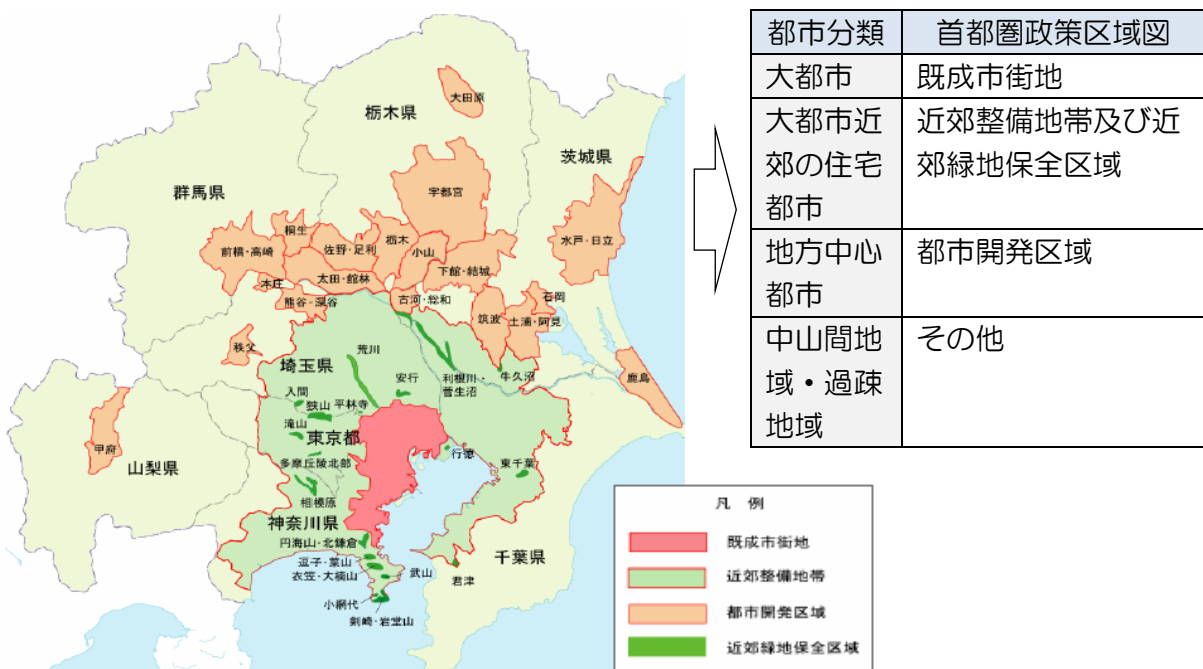 大田原
栃木県
茨城県
群馬県
宇都宮
桐生
佐野・足利
栃木
小山
水戸・日立
前橋・高崎
太田・館林
下館・結城
本庄
熊谷・深谷
古河・総和
石岡
筑波
土浦・阿見
秩父
荒川
埼玉県
安行
利根川・
菅生沼
牛久沼
鹿島
入間
狭山
平林寺
滝山
東京都
甲府
山梨県
多摩丘陵北部
行徳
東千葉
相模原
神奈川県
円海山・北鎌倉
逗子・葉山
衣笠・大楠山
武山
千葉県
君津
小網代
剣崎・岩堂山
凡 例
既成市街地
近郊整備地帯
都市開発区域
近郊緑地保全区域
都市分類 首都圏政策区域図
大都市 既成市街地
大都市近 近郊整備地帯及び近
郊の住宅 郊緑地保全区域
都市
地方中心 都市開発区域
都市
中山間地 その他
域・過疎
地域